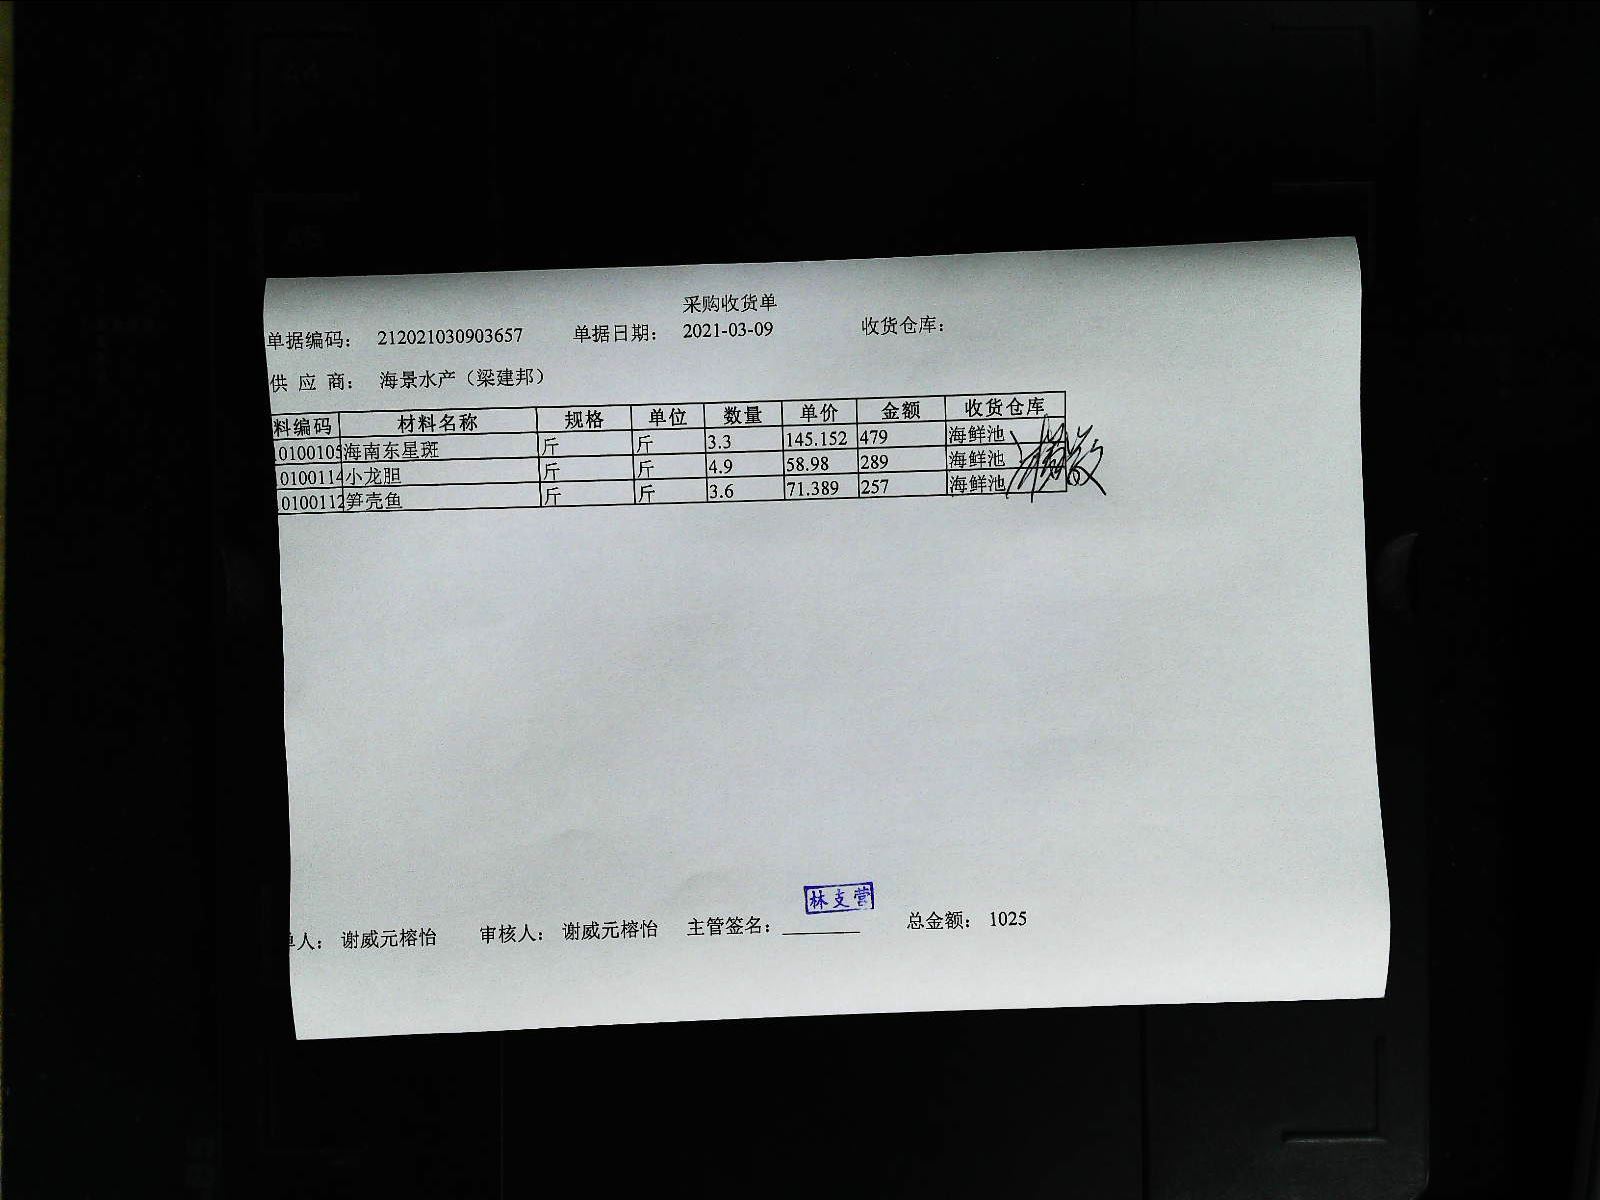 采购收货单
单据编码： 212021030903657 单据日期： 2021-03-09 收货仓库：
供 应 商： 海景水产（梁建邦）
料编码 材料名称 规格 单位 数量 单价 金额 收货仓库
0100105 海南东星斑 斤 斤 3.3 145.152 479 海鲜池
0100114 小龙胆 斤 斤 4.9 58.98 289 海鲜池
0100112 笋壳鱼 斤 斤 3.6 71.389 257 海鲜池
林支营
单人： 谢威元榕怡 审核人： 谢威元榕怡 主管签名：________ 总金额： 1025